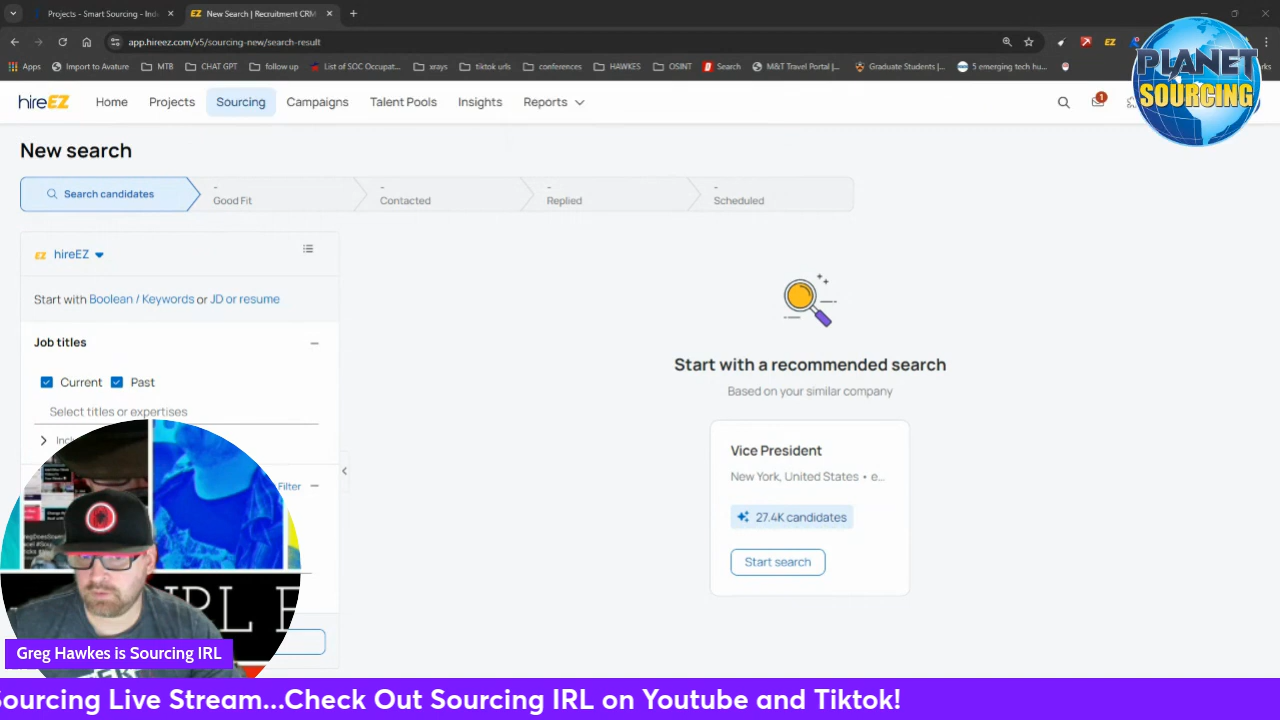 Projects - Smart Sourcing - Ind
New Search | Recruitment CRM
app.hireez.com/v5/sourcing-new/search-result
Apps
Import to Avature
MTB
CHAT GPT
follow up
List of SOC Occupat...
xrays
tiktok urls
conferences
HAWKES
OSINT
Search
M&T Travel Portal |...
Graduate Students |...
5 emerging tech hu...
PLANET
SOURCING
hireEZ
Home
Projects
Sourcing
Campaigns
Talent Pools
Insights
Reports
1
New search
Search candidates
-
Good Fit
-
Contacted
-
Replied
-
Scheduled
EZ hireEZ
Start with Boolean / Keywords or JD or resume
Job titles
Current
Past
Select titles or expertises
Filter
Start with a recommended search
Based on your similar company
Vice President
New York, United States • e...
27.4K candidates
Start search
Greg Hawkes is Sourcing IRL
Sourcing Live Stream...Check Out Sourcing IRL on Youtube and Tiktok!